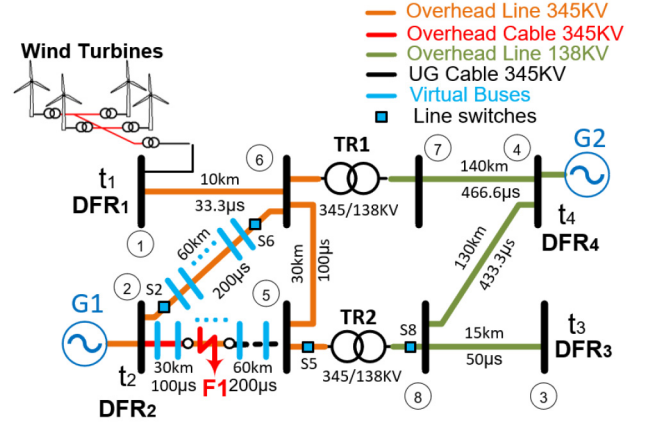 Overhead Line 345KV
Overhead Cable 345KV
Overhead Line 138KV
UG Cable 345KV
Virtual Buses
Line switches
Wind Turbines
t1
DFR1
1
10km
33.3µs
6
TR1
345/138KV
7
140km
466.6µs
4
G2
t4
DFR4
S6
60km
200µs
S2
30km
100µs
130km
433.3µs
2
G1
t2
DFR2
30km
100µs
F1
60km
200µs
5
S5
TR2
345/138KV
S8
8
15km
50µs
t3
DFR3
3